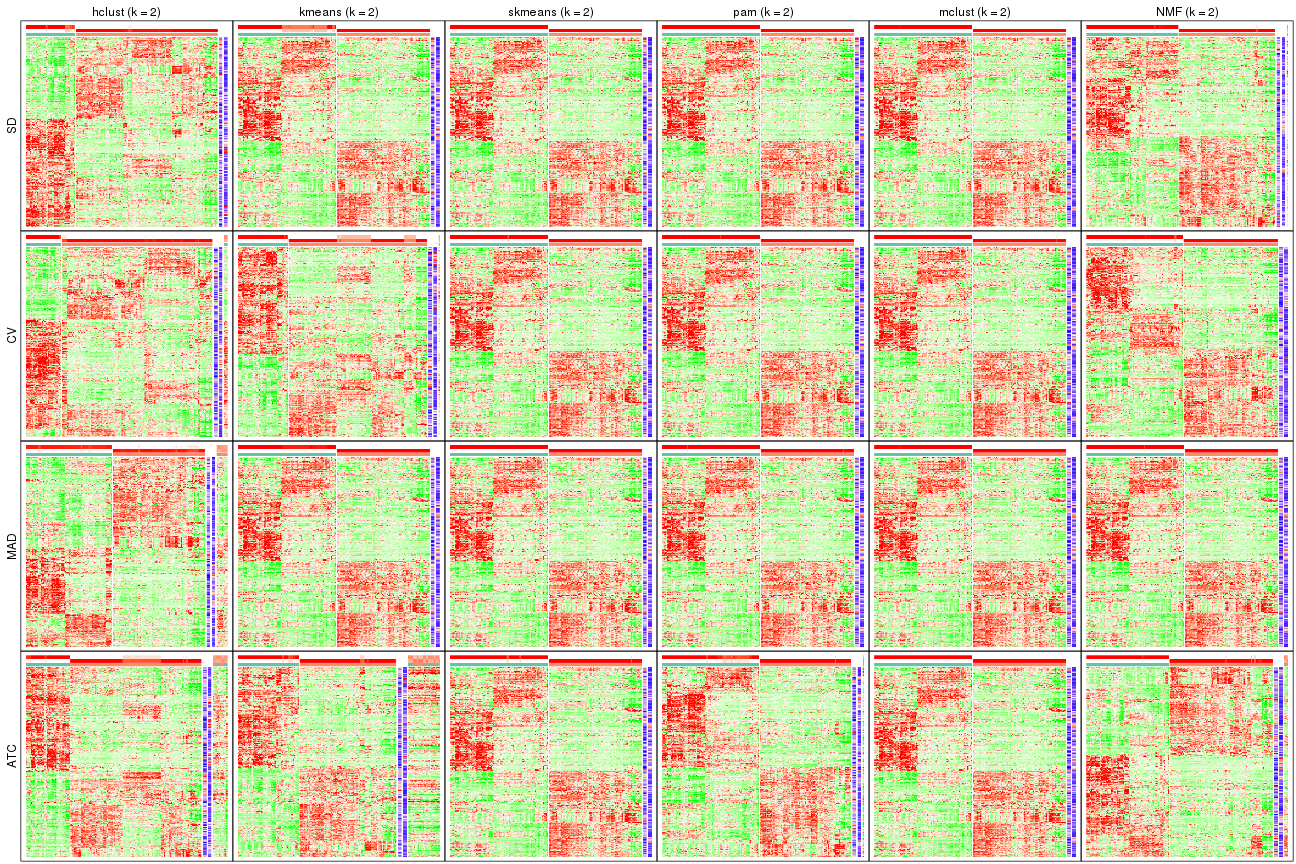 hclust (k = 2) kmeans (k = 2) skmeans (k = 2) pam (k = 2) mclust (k = 2) NMF (k = 2)
SD
CV
MAD
ATC